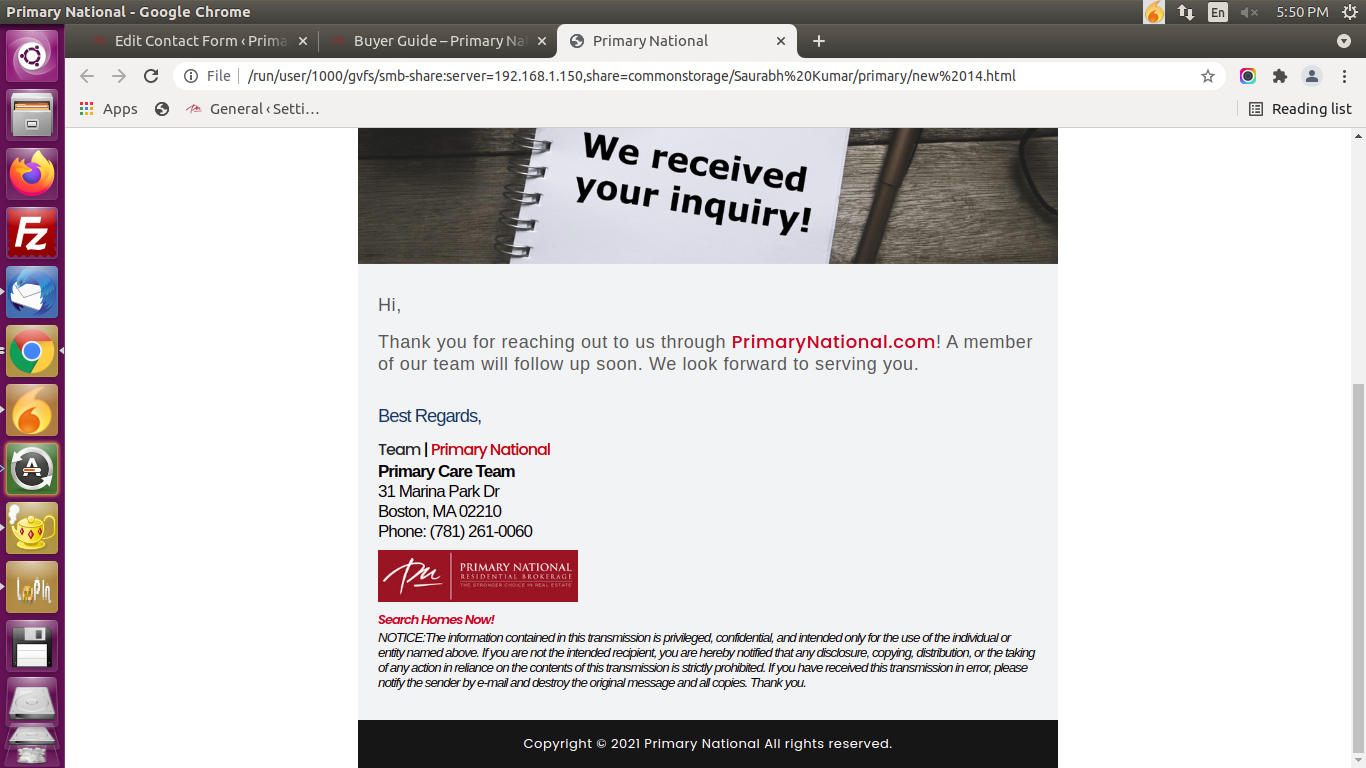 Primary National - Google Chrome
En
5:50 PM
Edit Contact Form ‹ Prima
Buyer Guide – Primary Na
Primary National
File
/run/user/1000/gvfs/smb-share:server=192.168.1.150,share=commonstorage/Saurabh%20Kumar/primary/new%2014.html
Apps
General ‹ Setti…
Reading list
We received
your inquiry!
Hi,
Thank you for reaching out to us through PrimaryNational.com! A member
of our team will follow up soon. We look forward to serving you.
Best Regards,
Team | Primary National
Primary Care Team
31 Marina Park Dr
Boston, MA 02210
Phone: (781) 261-0060
PRIMARY NATIONAL
RESIDENTIAL BROKERAGE
THE STRONGER CHOICE IN REAL ESTATE
Search Homes Now!
NOTICE:The information contained in this transmission is privileged, confidential, and intended only for the use of the individual or
entity named above. If you are not the intended recipient, you are hereby notified that any disclosure, copying, distribution, or the taking
of any action in reliance on the contents of this transmission is strictly prohibited. If you have received this transmission in error, please
notify the sender by e-mail and destroy the original message and all copies. Thank you.
Copyright © 2021 Primary National All rights reserved.